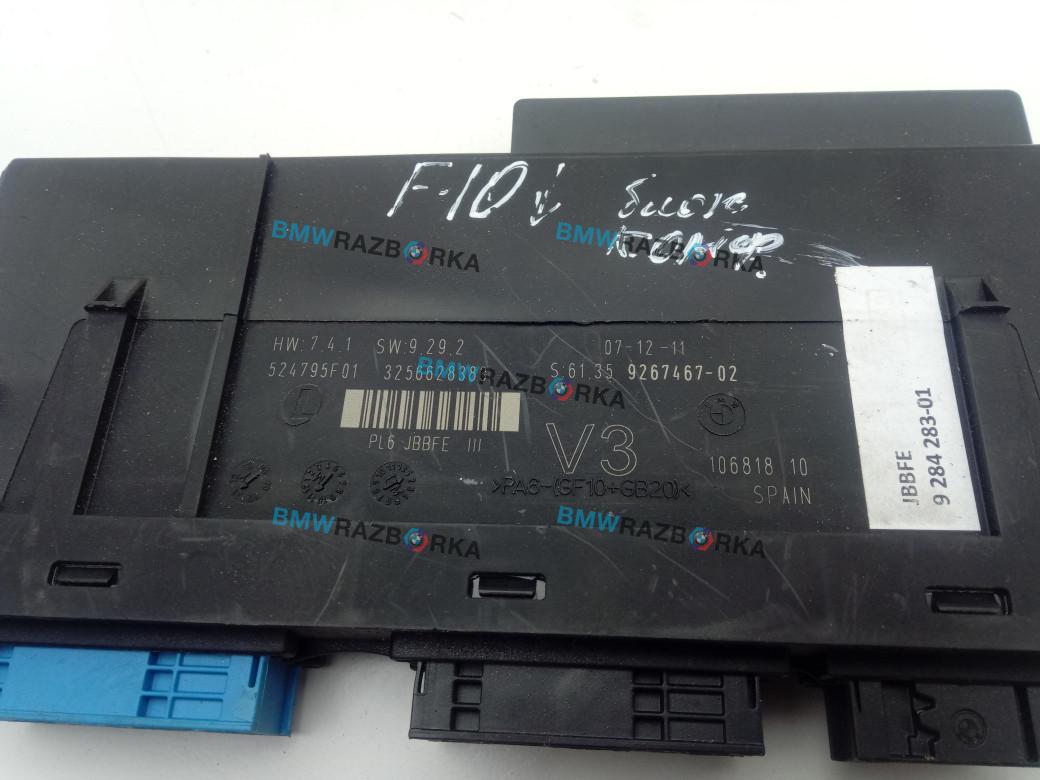 F-10
BMWRAZBORKA
BMWRAZBORKA
HW:7.4.1 SW:9.29.2 07-12-11
524795F01 S:61.35 9267467-02
BMWRAZBORKA
PL6 JBBFE III
V3
106818 10
>PA6-(GF10+GB20)<
SPAIN
JBBFE
9 284 283-01
BMWRAZBORKA
BMWRAZBORKA